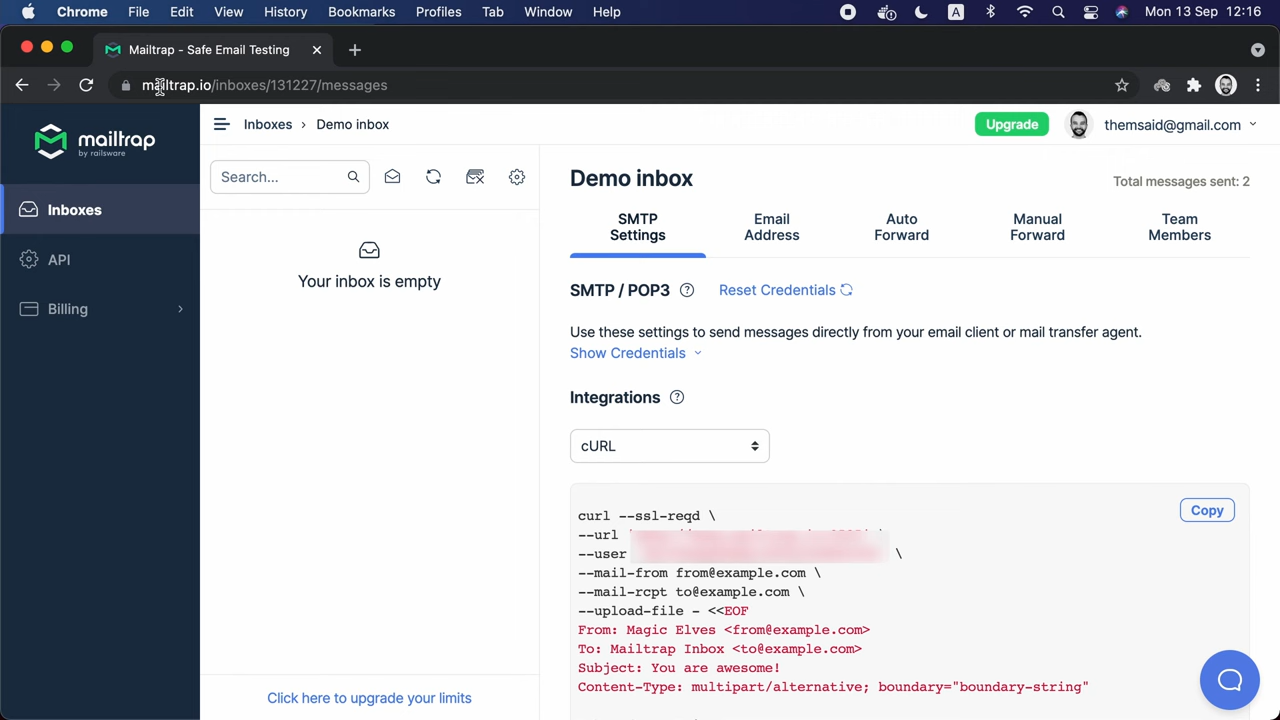 Chrome File Edit View History Bookmarks Profiles Tab Window Help A Mon 13 Sep 12:16
Mailtrap - Safe Email Testing
mailtrap.io/inboxes/131227/messages
mailtrap
by railsware
Inboxes › Demo inbox
Upgrade
themsaid@gmail.com
Inboxes
API
Billing
Search...
Your inbox is empty
Click here to upgrade your limits
Demo inbox
Total messages sent: 2
SMTP
Settings
Email
Address
Auto
Forward
Manual
Forward
Team
Members
SMTP / POP3 ? Reset Credentials
Use these settings to send messages directly from your email client or mail transfer agent.
Show Credentials
Integrations ?
cURL
Copy
curl --ssl-reqd \
--url
--user \
--mail-from from@example.com \
--mail-rcpt to@example.com \
--upload-file - <<EOF
From: Magic Elves <from@example.com>
To: Mailtrap Inbox <to@example.com>
Subject: You are awesome!
Content-Type: multipart/alternative; boundary="boundary-string"